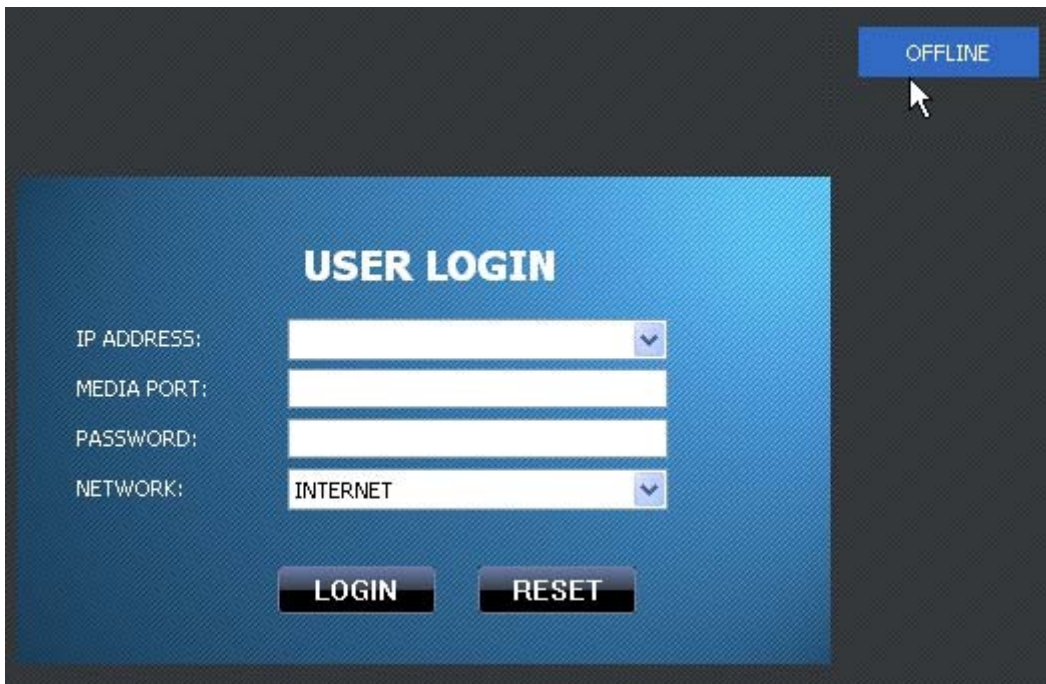 OFFLINE
USER LOGIN
IP ADDRESS:
MEDIA PORT:
PASSWORD:
NETWORK: INTERNET
LOGIN RESET